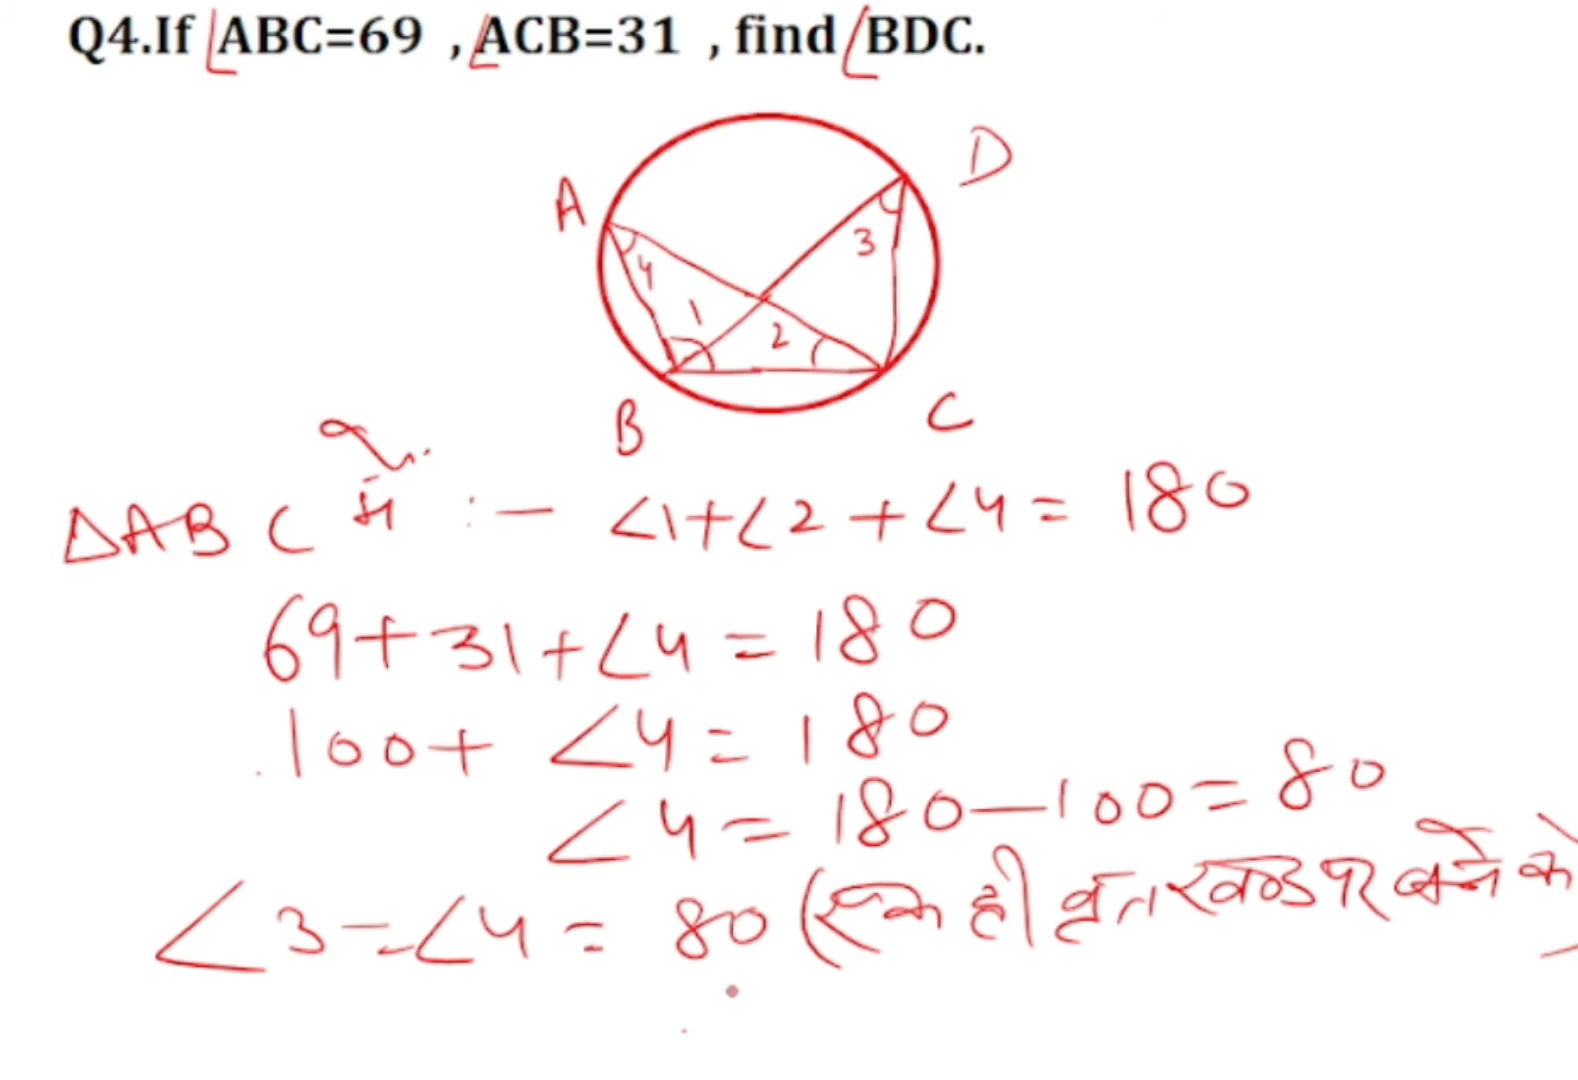 Q4.If ∠ABC=69 , ∠ACB=31 , find ∠BDC.
D
A
3
4
1
2
B
C
△ABC में :- ∠1+∠2+∠4= 180
69+31+∠4=180
100+ ∠4=180
∠4=180-100=80
∠3=∠4=80 (एक ही वृत्तखण्ड पर बने को